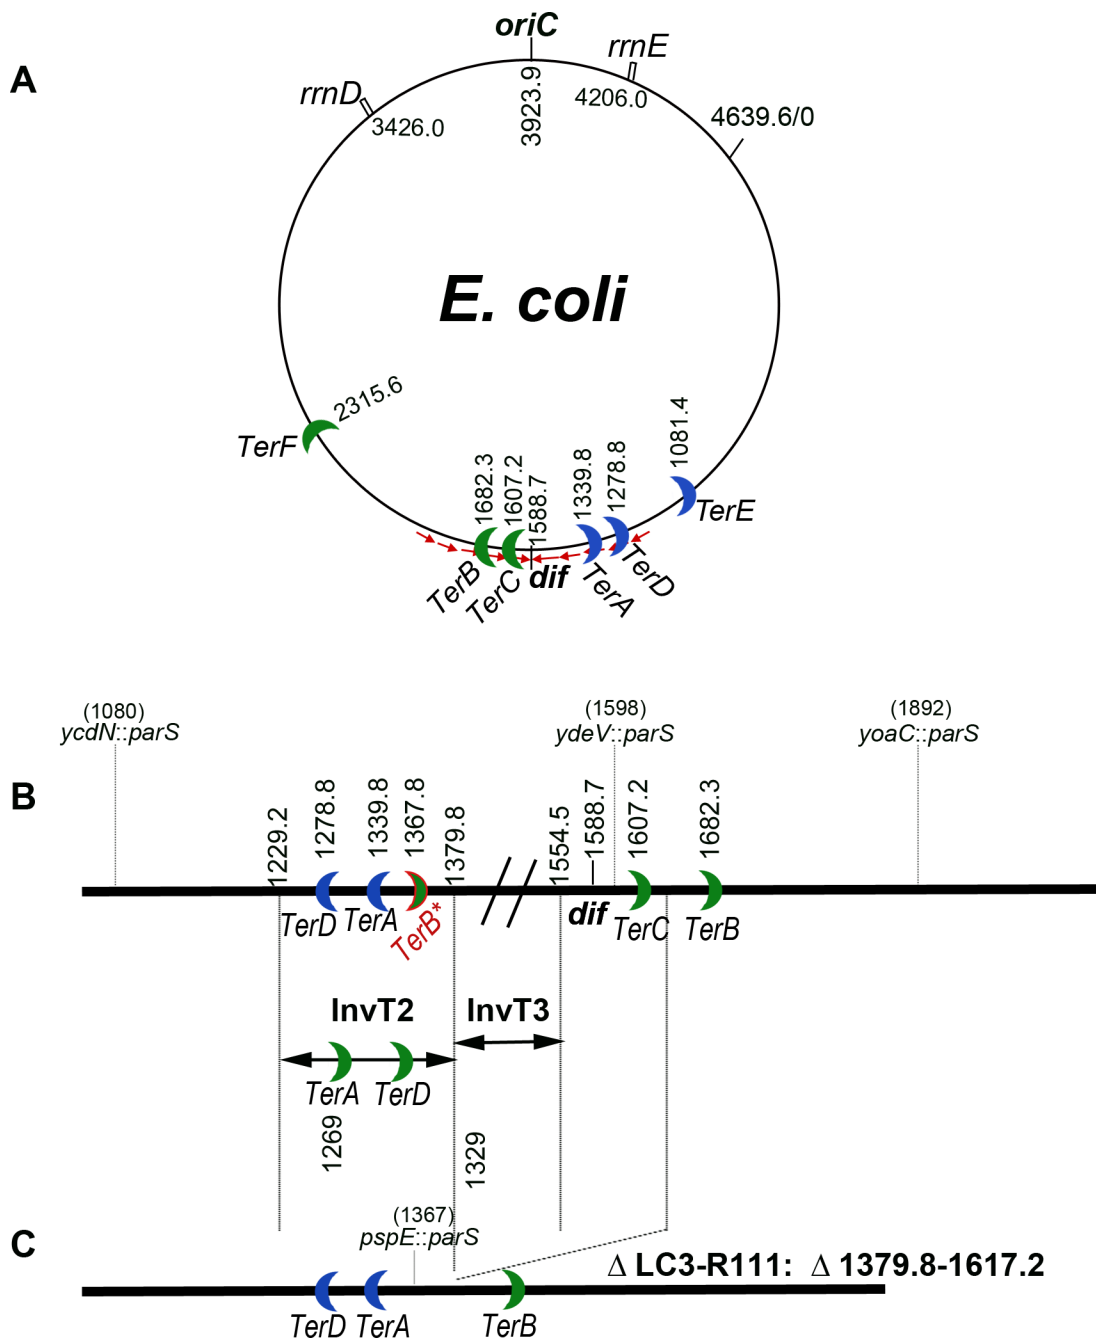 A
oriC
3923.9
rrnE
4206.0
rrnD
3426.0
4639.6/0
E. coli
2315.6
TerF
1682.3
1607.2
1588.7
1339.8
1278.8
1081.4
TerE
TerB
TerC
dif
TerA
TerD
(1080)
ycdN::parS
(1598)
ydeV::parS
(1892)
yoaC::parS
B
1229.2
1278.8
1339.8
1367.8
1379.8
1554.5
1588.7
1607.2
1682.3
TerD
TerA
TerB*
dif
TerC
TerB
InvT2
InvT3
TerA
TerD
1269
1329
(1367)
pspE::parS
C
Δ LC3-R111: Δ 1379.8-1617.2
TerD
TerA
TerB